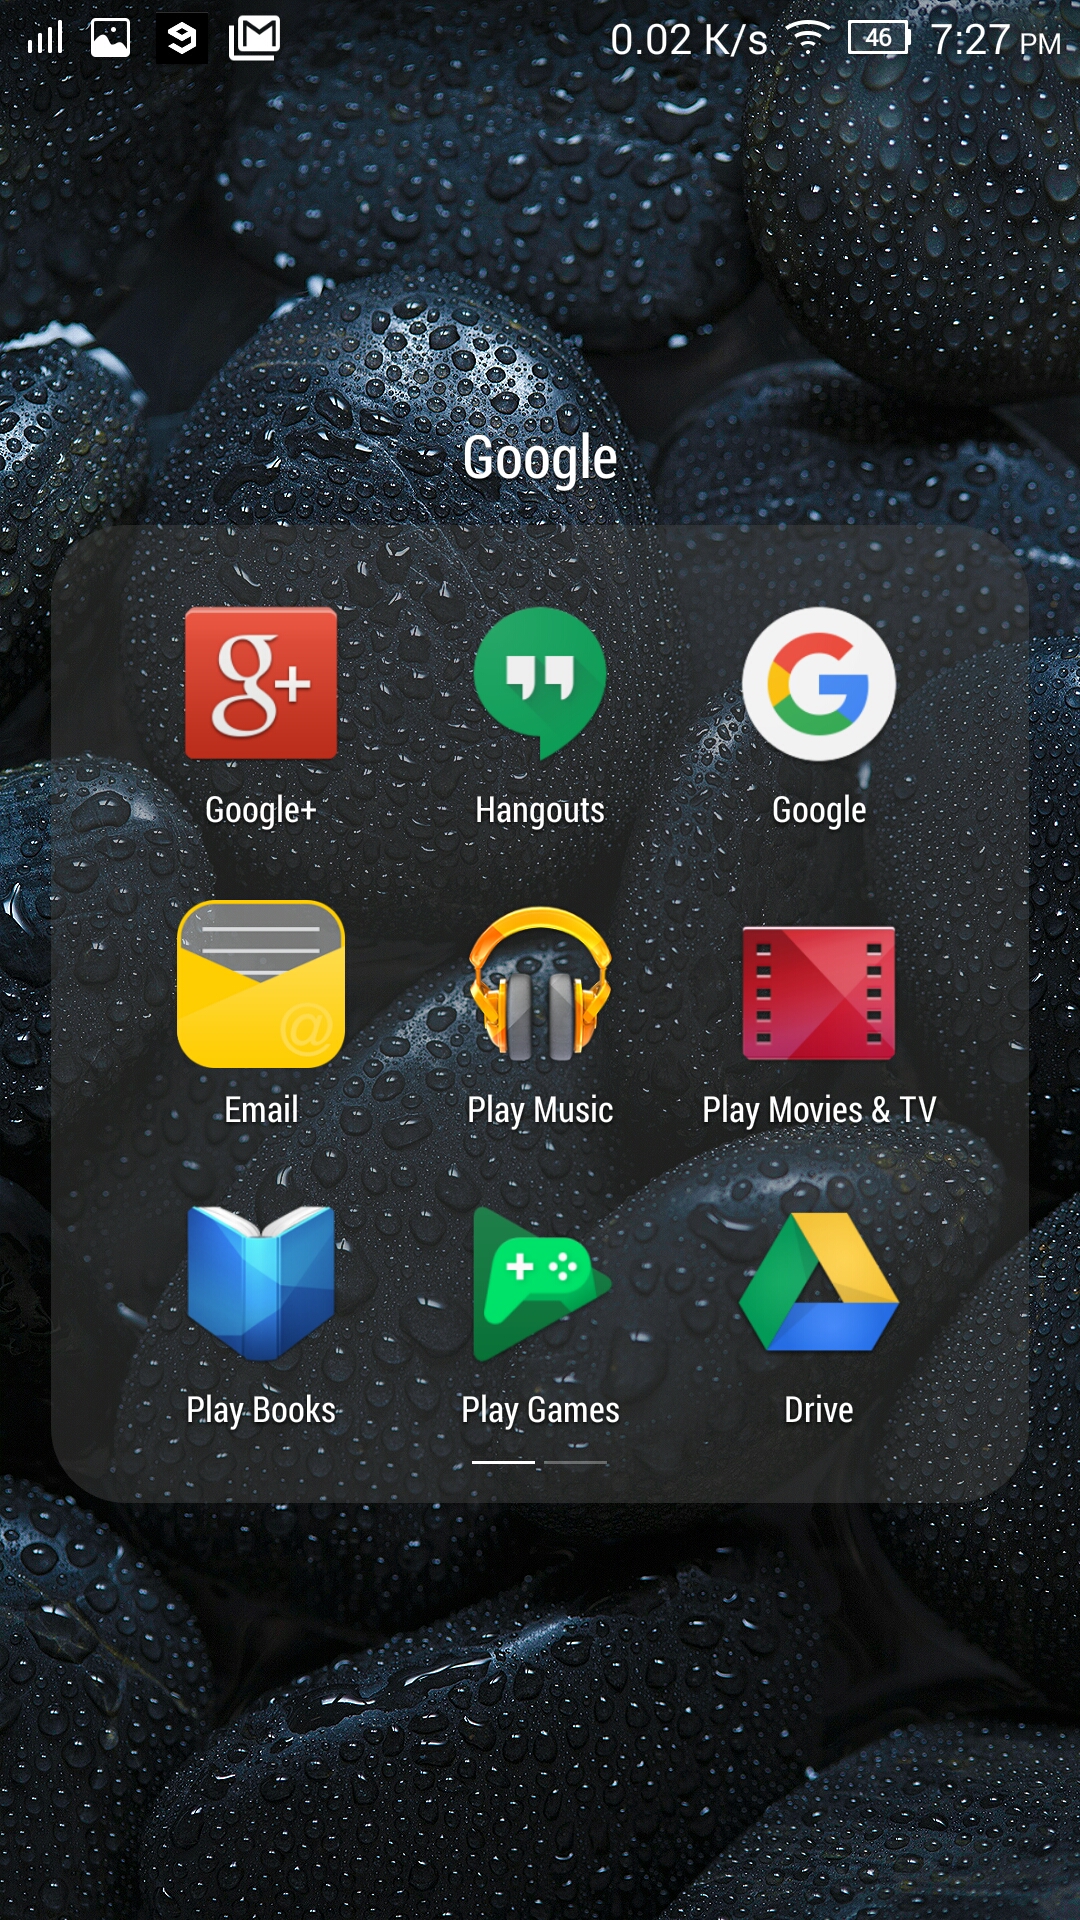 0.02 K/s 46 7:27 PM
Google
g+
G
Google+ Hangouts Google
@
Email Play Music Play Movies & TV
Play Books Play Games Drive